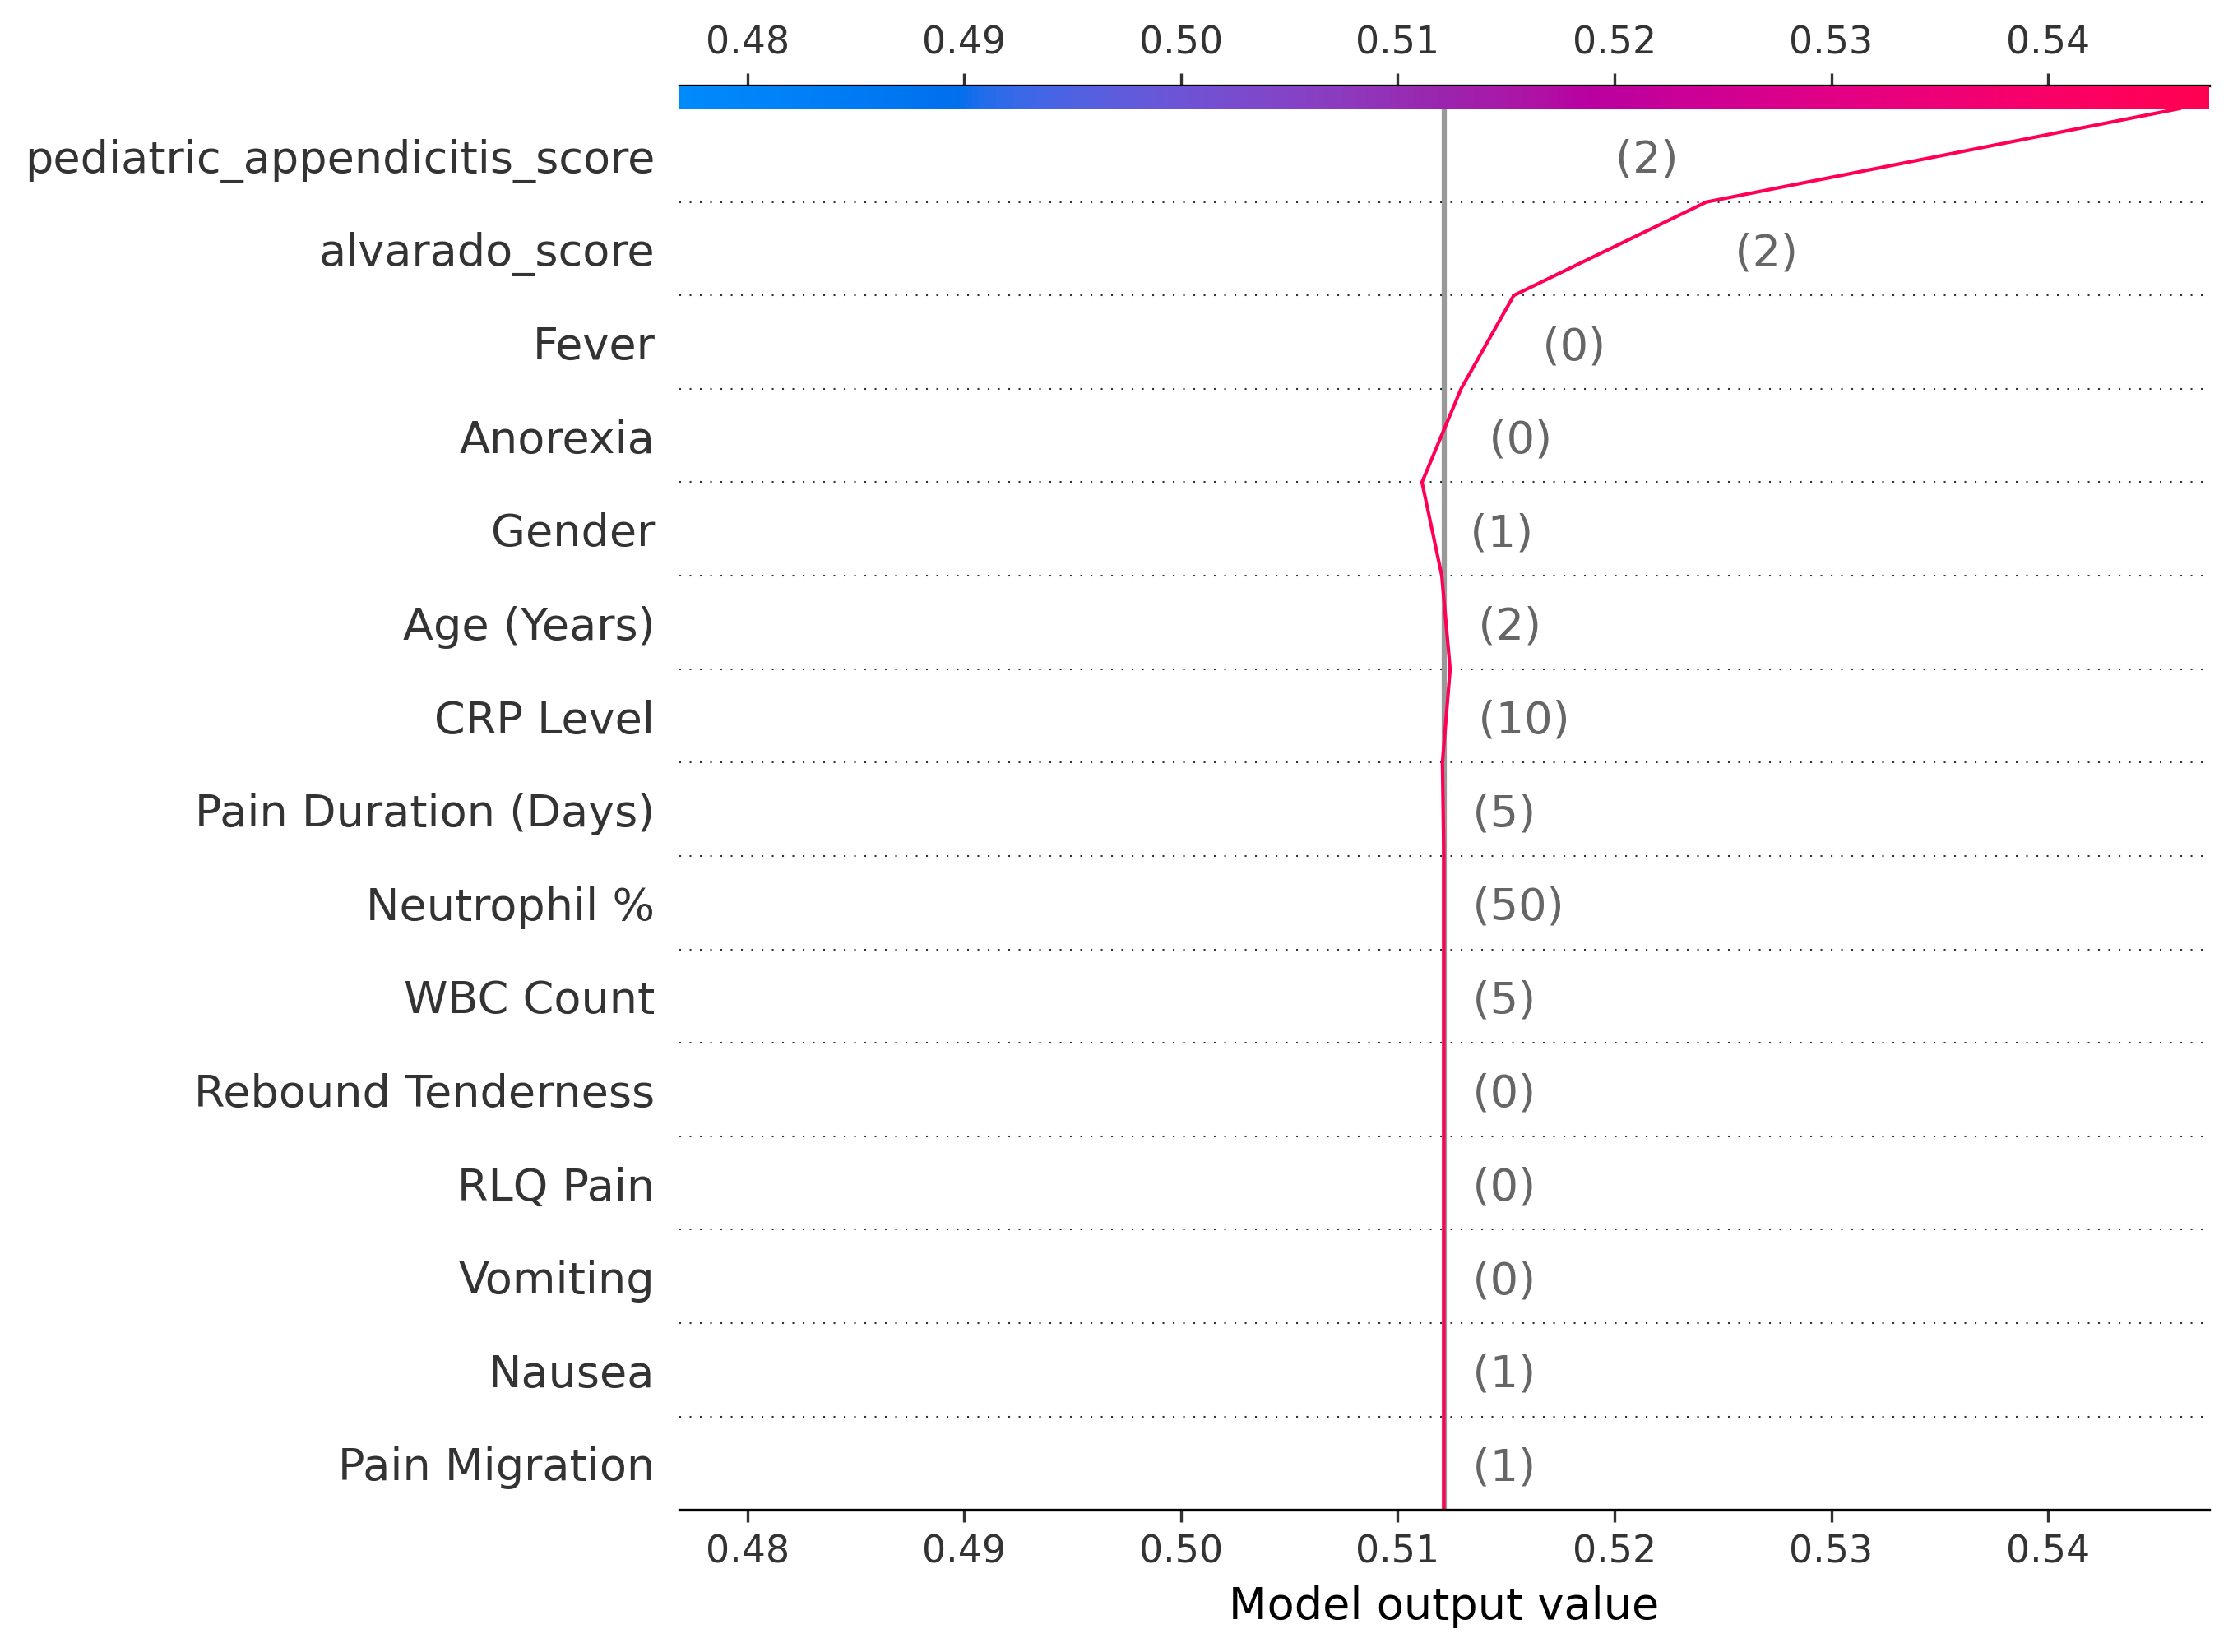 0.48 0.49 0.50 0.51 0.52 0.53 0.54
pediatric_appendicitis_score (2)
alvarado_score (2)
Fever (0)
Anorexia (0)
Gender (1)
Age (Years) (2)
CRP Level (10)
Pain Duration (Days) (5)
Neutrophil % (50)
WBC Count (5)
Rebound Tenderness (0)
RLQ Pain (0)
Vomiting (0)
Nausea (1)
Pain Migration (1)
0.48 0.49 0.50 0.51 0.52 0.53 0.54
Model output value